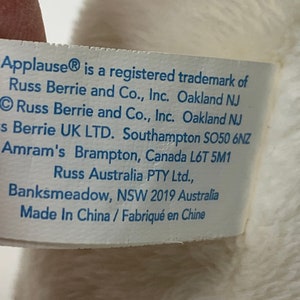 Applause® is a registered trademark of
Russ Berrie and Co., Inc. Oakland NJ
© Russ Berrie and Co., Inc. Oakland NJ
s Berrie UK LTD. Southampton SO50 6NZ
Amram's Brampton, Canada L6T 5M1
Russ Australia PTY Ltd.,
Banksmeadow, NSW 2019 Australia
Made In China / Fabriqué en Chine